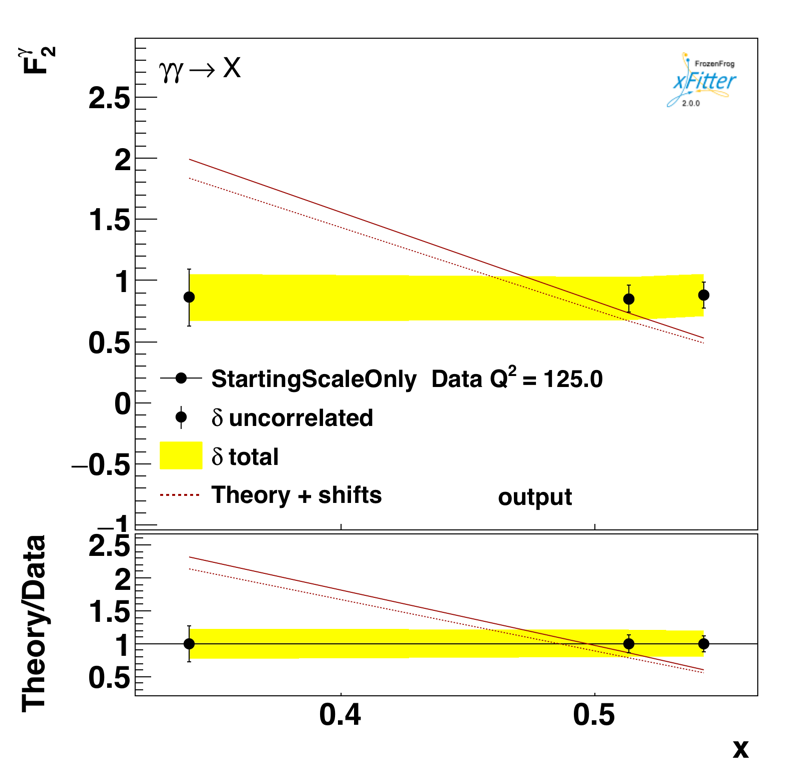 F₂^γ
γγ → X
FrozenFrog
xFitter
2.0.0
2.5
2
1.5
1
0.5
0
−0.5
−1
StartingScaleOnly Data Q² = 125.0
δ uncorrelated
δ total
Theory + shifts output
Theory/Data
2.5
2
1.5
1
0.5
0.4 0.5
x